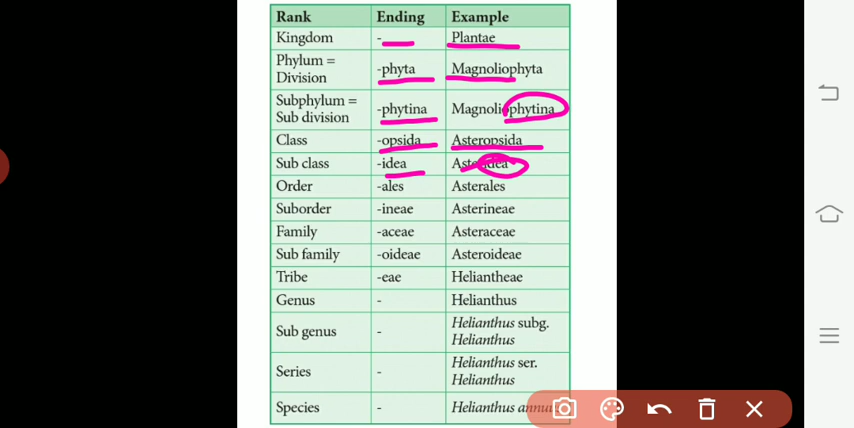 Rank Ending Example
Kingdom - Plantae
Phylum = -phyta Magnoliophyta
Division
Subphylum = -phytina Magnoliophytina
Sub division
Class -opsida Asteropsida
Sub class -idea
Order -ales Asterales
Suborder -ineae Asterineae
Family -aceae Asteraceae
Sub family -oideae Asteroideae
Tribe -eae Heliantheae
Genus - Helianthus
Sub genus - Helianthus subg.
Helianthus
Series - Helianthus ser.
Helianthus
Species - Helianthus